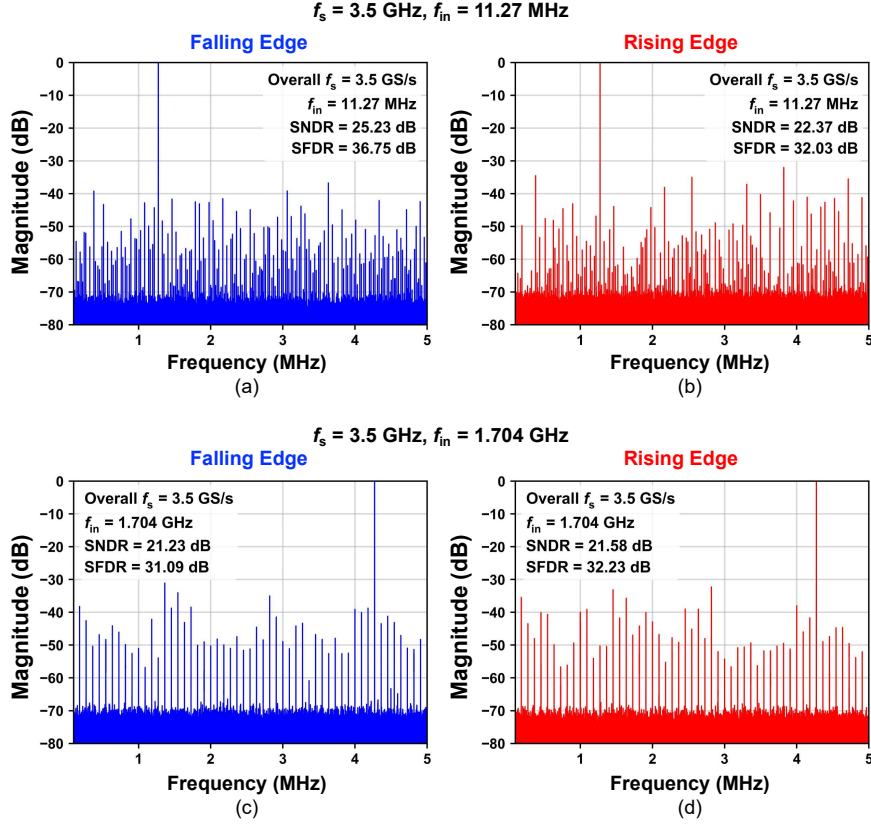 fs = 3.5 GHz, fin = 11.27 MHz
Falling Edge
Rising Edge
Overall fs = 3.5 GS/s
fin = 11.27 MHz
SNDR = 25.23 dB
SFDR = 36.75 dB
Magnitude (dB)
0
−10
−20
−30
−40
−50
−60
−70
−80
1
2
3
4
5
Frequency (MHz)
(a)
Overall fs = 3.5 GS/s
fin = 11.27 MHz
SNDR = 22.37 dB
SFDR = 32.03 dB
Magnitude (dB)
0
−10
−20
−30
−40
−50
−60
−70
−80
1
2
3
4
5
Frequency (MHz)
(b)
fs = 3.5 GHz, fin = 1.704 GHz
Falling Edge
Rising Edge
Overall fs = 3.5 GS/s
fin = 1.704 GHz
SNDR = 21.23 dB
SFDR = 31.09 dB
Magnitude (dB)
0
−10
−20
−30
−40
−50
−60
−70
−80
1
2
3
4
5
Frequency (MHz)
(c)
Overall fs = 3.5 GS/s
fin = 1.704 GHz
SNDR = 21.58 dB
SFDR = 32.23 dB
Magnitude (dB)
0
−10
−20
−30
−40
−50
−60
−70
−80
1
2
3
4
5
Frequency (MHz)
(d)